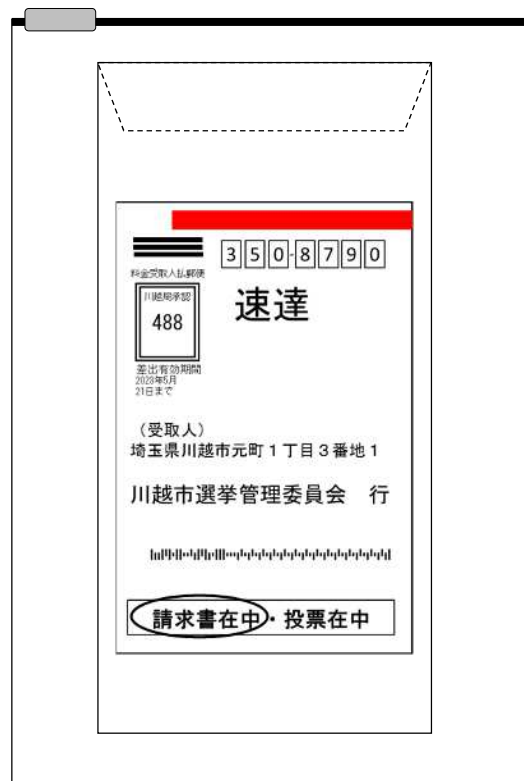 350-8790
料金受取人払郵便
川越局承認
488
速達
差出有効期間
2023年5月
21日まで
（受取人）
埼玉県川越市元町１丁目３番地１
川越市選挙管理委員会　行
請求書在中・投票在中